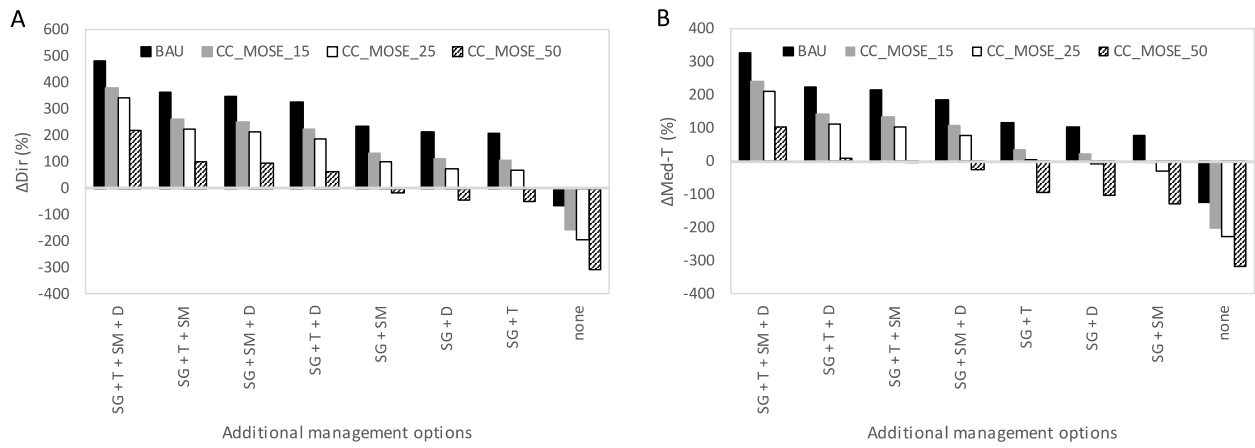 A
600
500
400
300
200
100
0
-100
-200
-300
-400
ΔDir (%)
BAU CC_MOSE_15 CC_MOSE_25 CC_MOSE_50
SG + T + SM + D
SG + T + SM
SG + SM + D
SG + T + D
SG + SM
SG + D
SG + T
none
Additional management options
B
400
300
200
100
0
-100
-200
-300
-400
ΔMed-T (%)
BAU CC_MOSE_15 CC_MOSE_25 CC_MOSE_50
SG + T + SM + D
SG + T + D
SG + T + SM
SG + SM + D
SG + T
SG + D
SG + SM
none
Additional management options